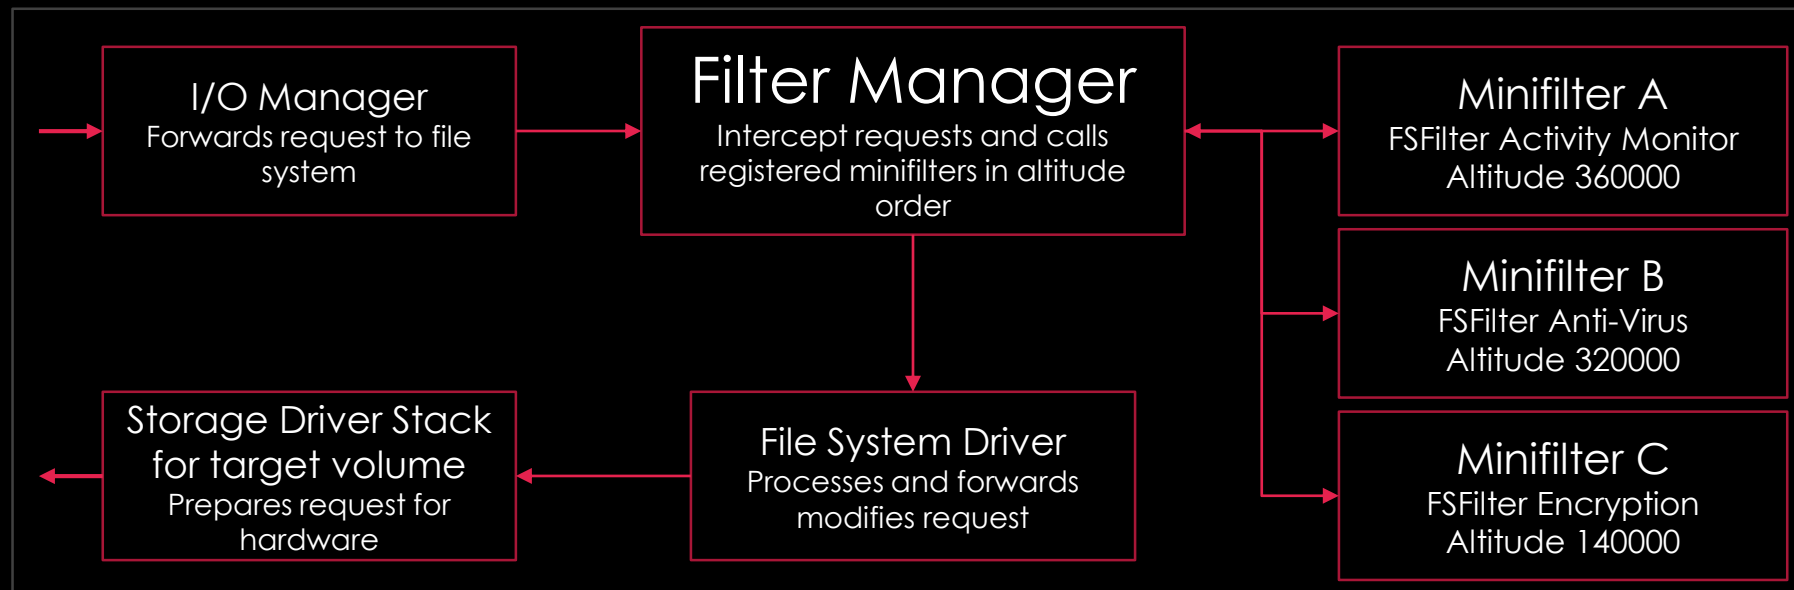 I/O Manager
Forwards request to file
system
Filter Manager
Intercept requests and calls
registered minifilters in altitude
order
Minifilter A
FSFilter Activity Monitor
Altitude 360000
Minifilter B
FSFilter Anti-Virus
Altitude 320000
Storage Driver Stack
for target volume
Prepares request for
hardware
File System Driver
Processes and forwards
modifies request
Minifilter C
FSFilter Encryption
Altitude 140000